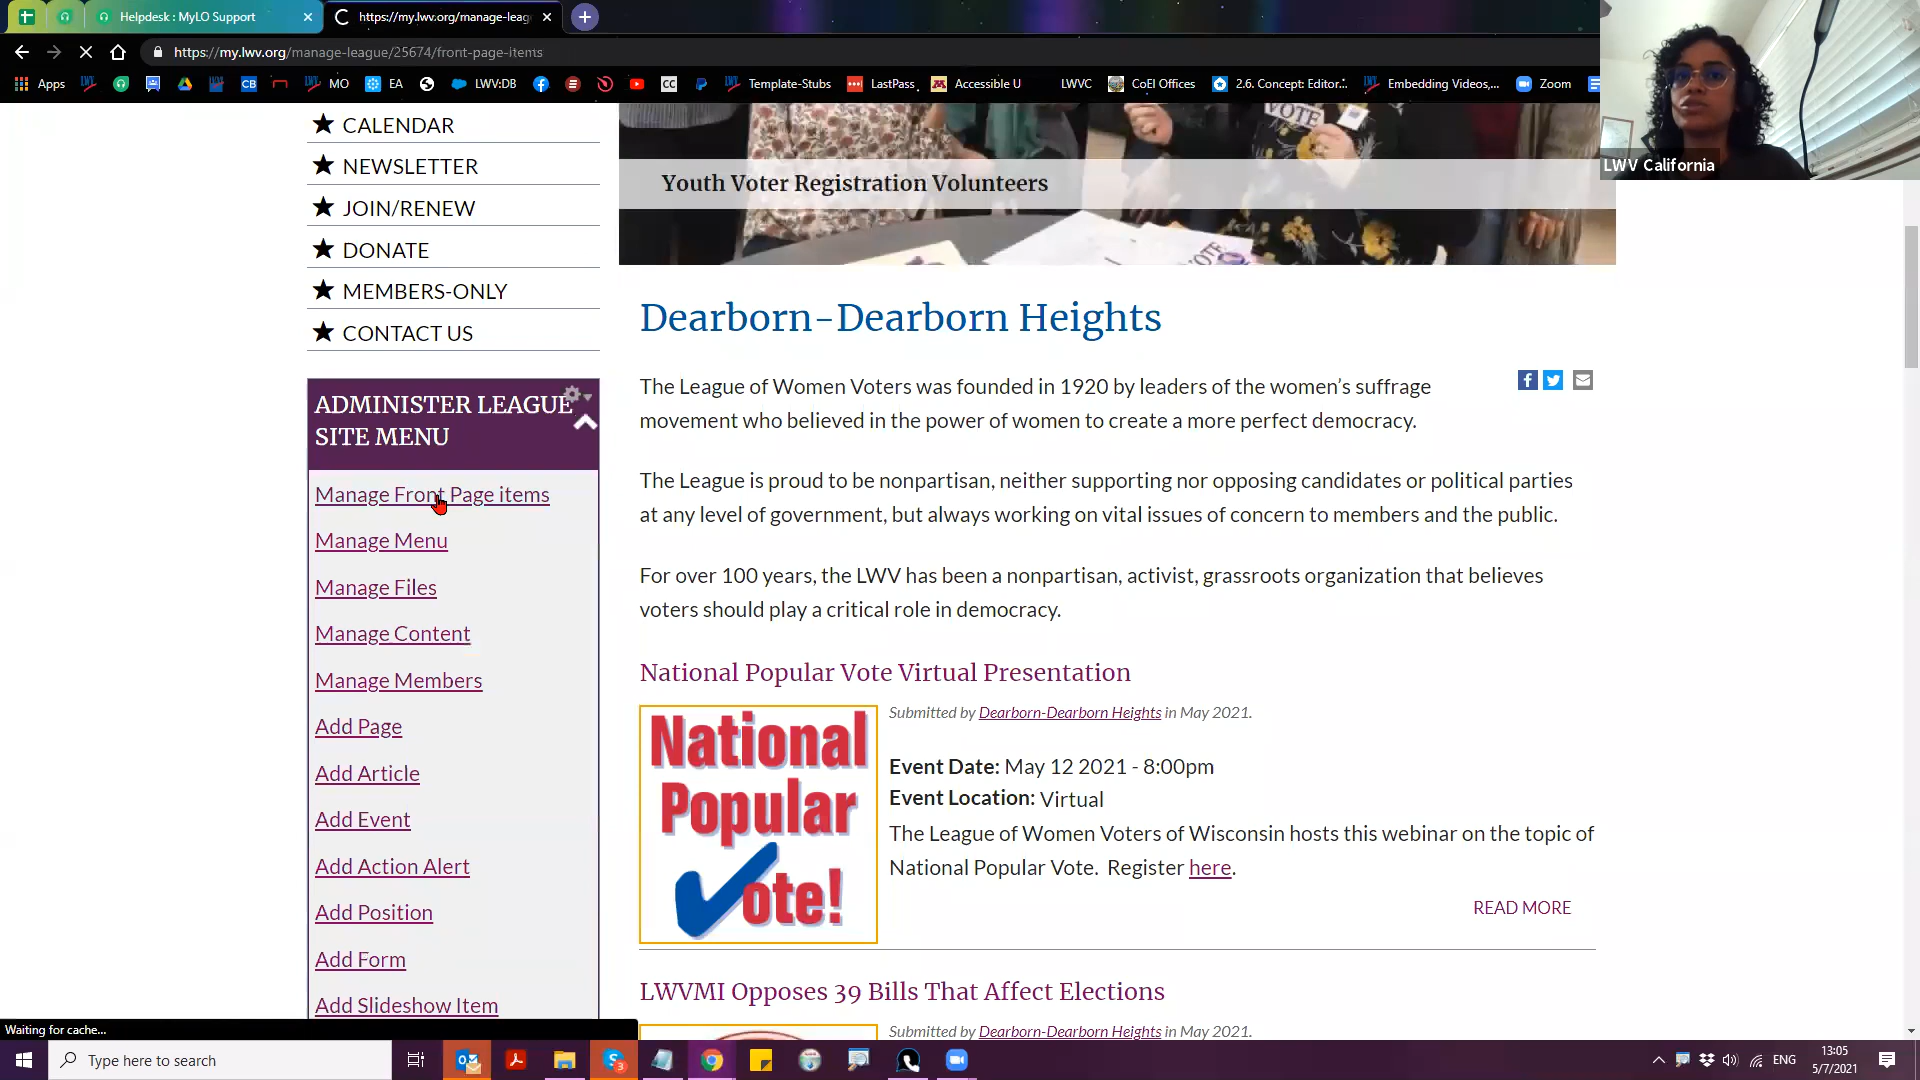 Helpdesk : MyLO Support
https://my.lwv.org/manage-leag
https://my.lwv.org/manage-league/25674/front-page-items
Apps
MO
EA
LWV:DB
CC
CB
Template-Stubs
LastPass
Accessible U
LWVC
CoEl Offices
2.6. Concept: Editor...
Embedding Videos,...
Zoom
LWV California
CALENDAR
NEWSLETTER
JOIN/RENEW
DONATE
MEMBERS-ONLY
CONTACT US
ADMINISTER LEAGUE
SITE MENU
Manage Front Page items
Manage Menu
Manage Files
Manage Content
Manage Members
Add Page
Add Article
Add Event
Add Action Alert
Add Position
Add Form
Add Slideshow Item
VOTE
VOTE
Youth Voter Registration Volunteers
Dearborn-Dearborn Heights
The League of Women Voters was founded in 1920 by leaders of the women's suffrage
movement who believed in the power of women to create a more perfect democracy.
The League is proud to be nonpartisan, neither supporting nor opposing candidates or political parties
at any level of government, but always working on vital issues of concern to members and the public.
For over 100 years, the LWV has been a nonpartisan, activist, grassroots organization that believes
voters should play a critical role in democracy.
National Popular Vote Virtual Presentation
National
Popular
Vote!
Submitted by Dearborn-Dearborn Heights in May 2021.
Event Date: May 12 2021 - 8:00pm
Event Location: Virtual
The League of Women Voters of Wisconsin hosts this webinar on the topic of
National Popular Vote. Register here.
READ MORE
LWVMI Opposes 39 Bills That Affect Elections
Submitted by Dearborn-Dearborn Heights in May 2021.
Waiting for cache...
Type here to search
3
ENG
13:05
5/7/2021